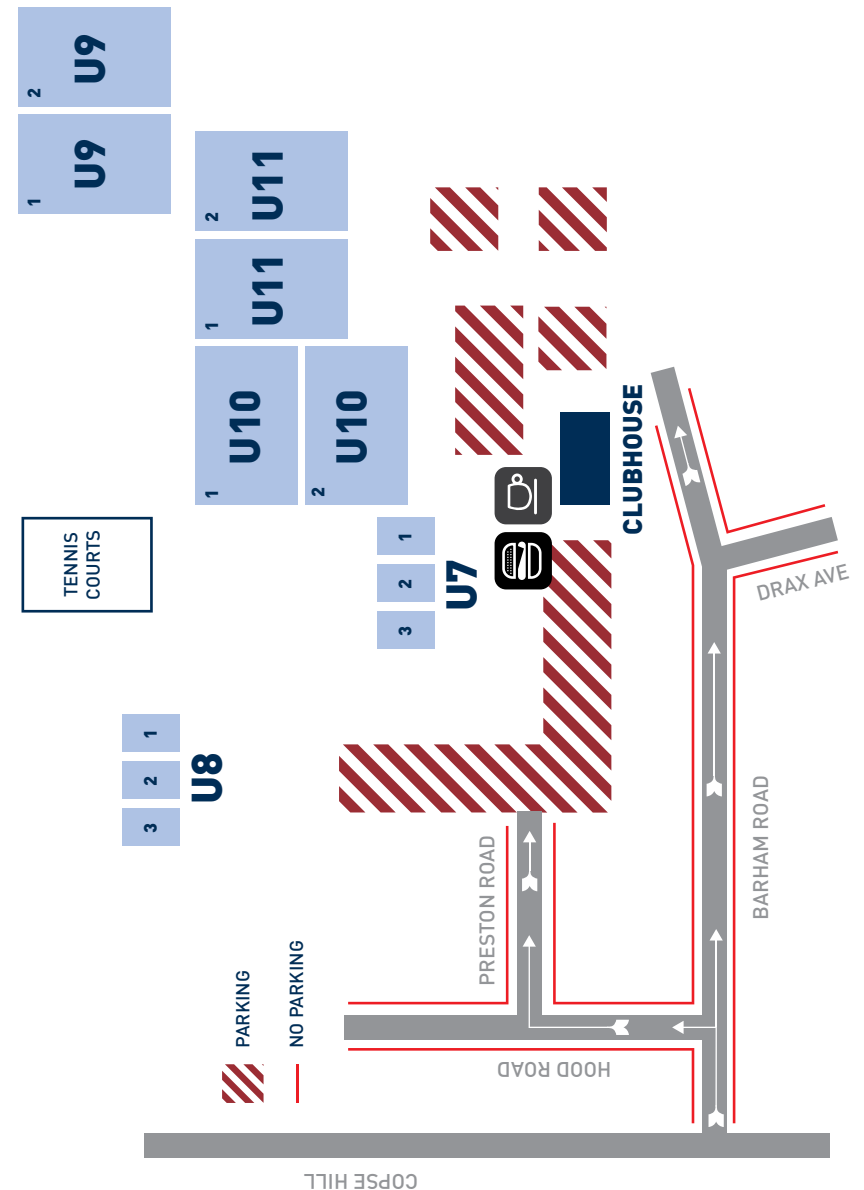 2
U9
1
U9
2
U11
1
U11
1
U10
2
U10
TENNIS
COURTS
1
2
3
U7
CLUBHOUSE
1
2
3
U8
DRAX AVE
BARHAM ROAD
PRESTON ROAD
HOOD ROAD
PARKING
NO PARKING
COPSE HILL